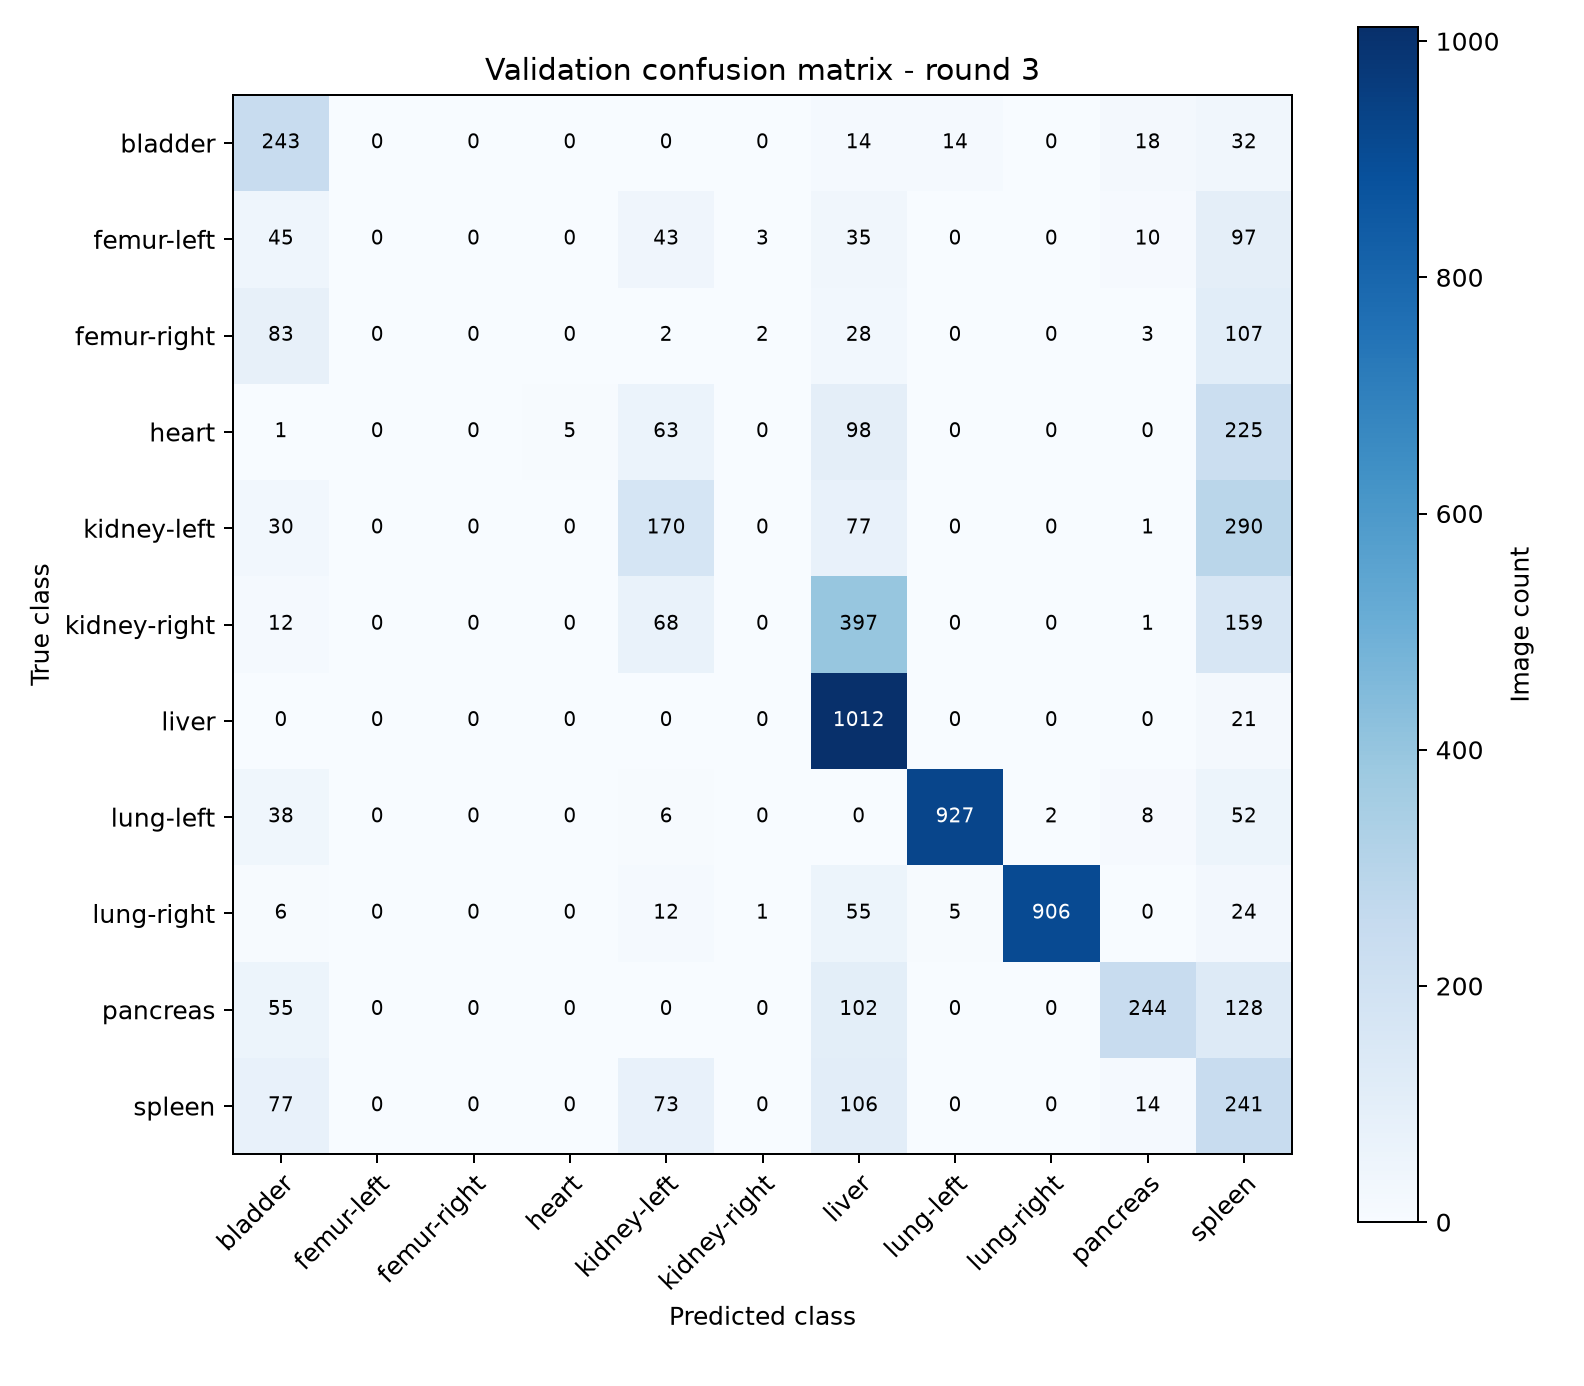 Validation confusion matrix - round 3
True class
bladder 243 0 0 0 0 0 14 14 0 18 32
femur-left 45 0 0 0 43 3 35 0 0 10 97
femur-right 83 0 0 0 2 2 28 0 0 3 107
heart 1 0 0 5 63 0 98 0 0 0 225
kidney-left 30 0 0 0 170 0 77 0 0 1 290
kidney-right 12 0 0 0 68 0 397 0 0 1 159
liver 0 0 0 0 0 0 1012 0 0 0 21
lung-left 38 0 0 0 6 0 0 927 2 8 52
lung-right 6 0 0 0 12 1 55 5 906 0 24
pancreas 55 0 0 0 0 0 102 0 0 244 128
spleen 77 0 0 0 73 0 106 0 0 14 241
bladder femur-left femur-right heart kidney-left kidney-right liver lung-left lung-right pancreas spleen
Predicted class
1000
800
600
400
200
0
Image count